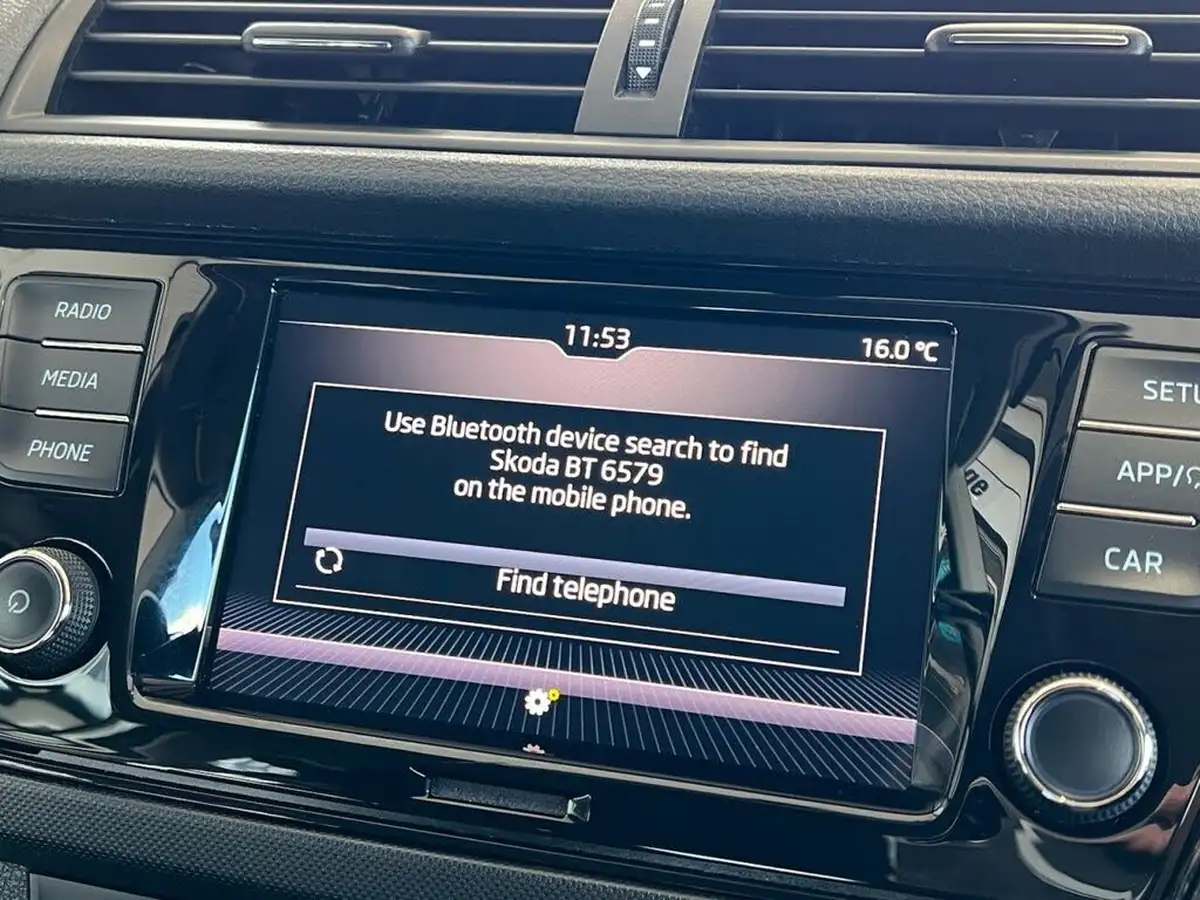 RADIO
MEDIA
PHONE
11:53
16.0 °C
Use Bluetooth device search to find
Skoda BT 6579
on the mobile phone.
Find telephone
SETU
APP/
CAR